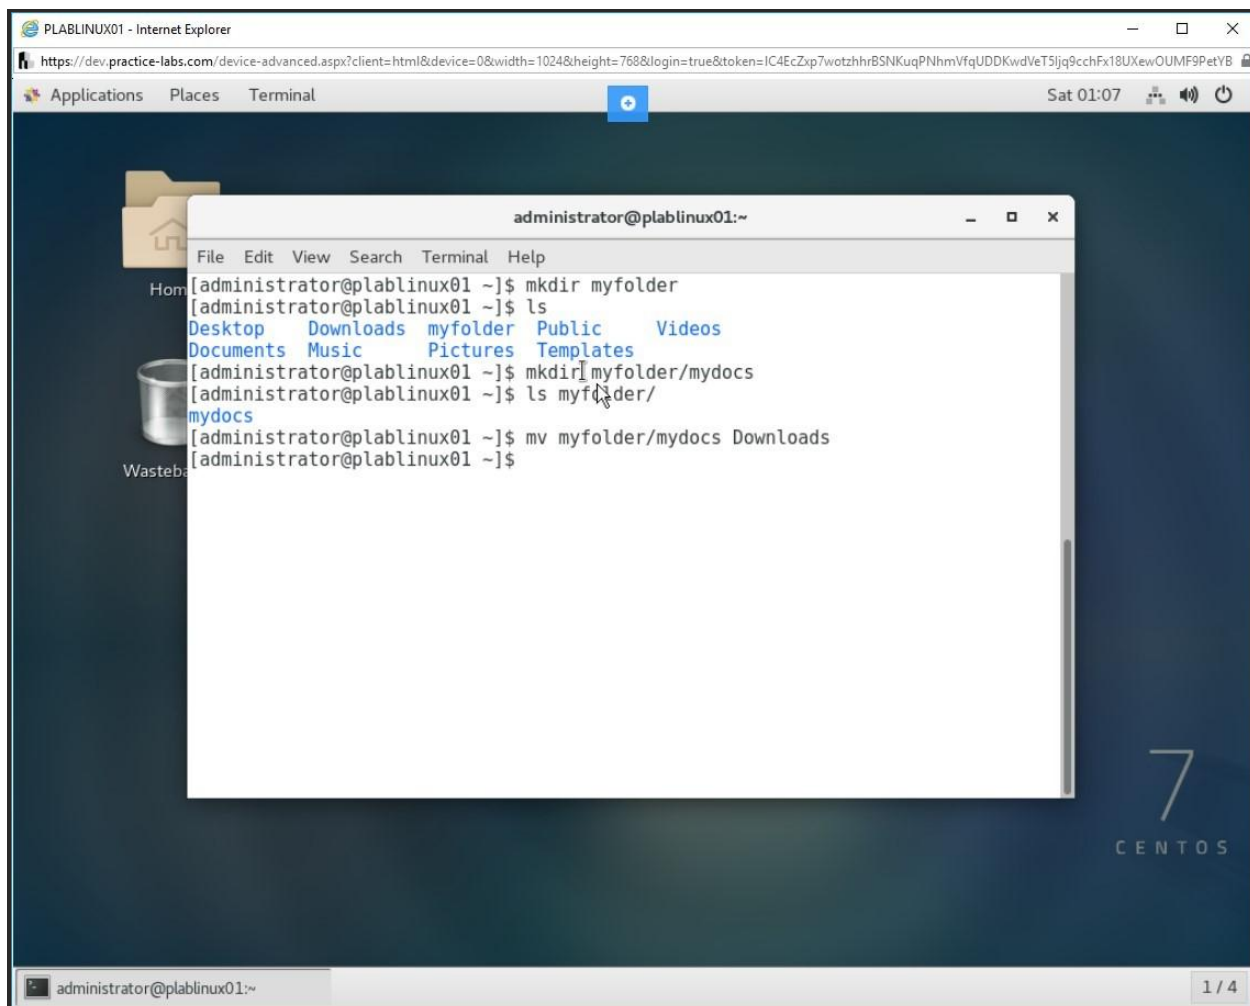 PLABLINUX01 - Internet Explorer
https://dev.practice-labs.com/device-advanced.aspx?client=html&device=0&width=1024&height=768&login=true&token=IC4EcZxp7wotzhhrBSNKuqPNhmVfqUDDKwdVeT5ljq9cchFx18UXewOUMF9PetYB
Applications Places Terminal Sat 01:07
administrator@plablinux01:~
File Edit View Search Terminal Help
Hom
[administrator@plablinux01 ~]$ mkdir myfolder
[administrator@plablinux01 ~]$ ls
Desktop Downloads myfolder Public Videos
Documents Music Pictures Templates
[administrator@plablinux01 ~]$ mkdir myfolder/mydocs
[administrator@plablinux01 ~]$ ls myfolder/
mydocs
[administrator@plablinux01 ~]$ mv myfolder/mydocs Downloads
[administrator@plablinux01 ~]$
Wasteba
7
CENTOS
administrator@plablinux01:~
1 / 4